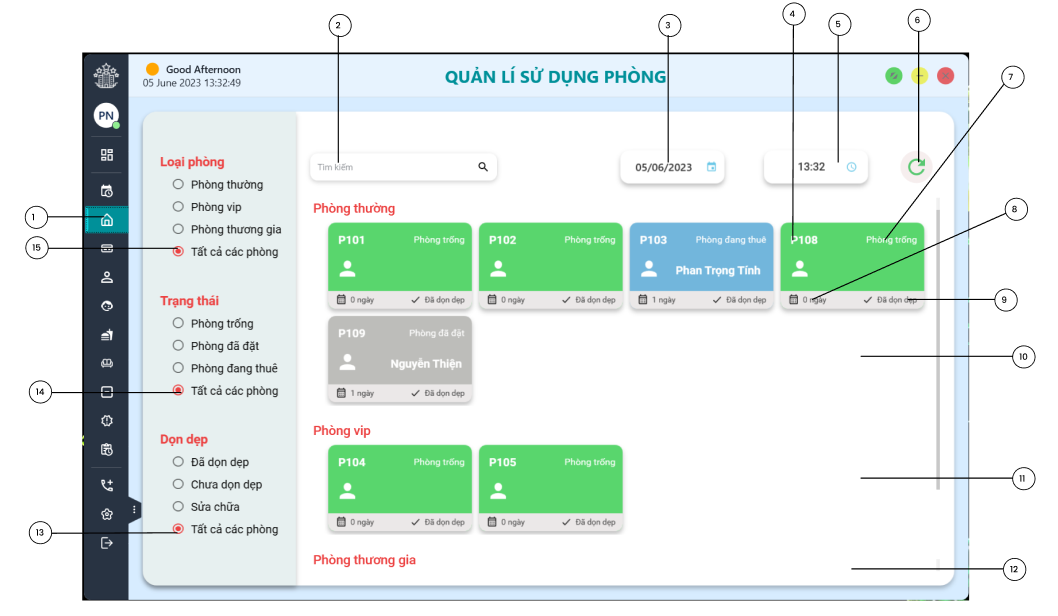 2
3
4
5
6
Good Afternoon
05 June 2023 13:32:49
QUẢN LÍ SỬ DỤNG PHÒNG
7
PN
Loại phòng
Phòng thường
Phòng vip
Phòng thương gia
Tất cả các phòng
1
15
Trạng thái
Phòng trống
Phòng đã đặt
Phòng đang thuê
Tất cả các phòng
14
Dọn dẹp
Đã dọn dẹp
Chưa dọn dẹp
Sửa chữa
Tất cả các phòng
13
Tìm kiếm
05/06/2023
13:32
Phòng thường
8
P101 Phòng trống
0 ngày Đã dọn dẹp
P102 Phòng trống
0 ngày Đã dọn dẹp
P103 Phòng đang thuê
Phan Trọng Tính
1 ngày Đã dọn dẹp
P108 Phòng trống
0 ngày Đã dọn dẹp
9
P109 Phòng đã đặt
Nguyễn Thiện
1 ngày Đã dọn dẹp
10
Phòng vip
P104 Phòng trống
0 ngày Đã dọn dẹp
P105 Phòng trống
0 ngày Đã dọn dẹp
11
Phòng thương gia
12